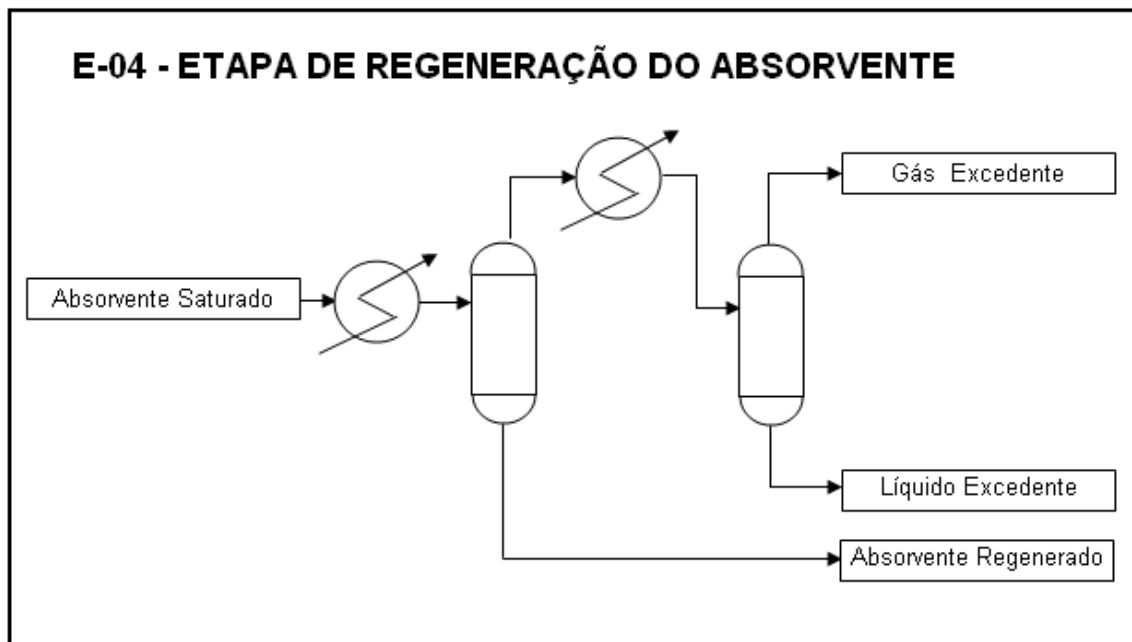 E-04 - ETAPA DE REGENERAÇÃO DO ABSORVENTE
Gás Excedente
Absorvente Saturado
Líquido Excedente
Absorvente Regenerado